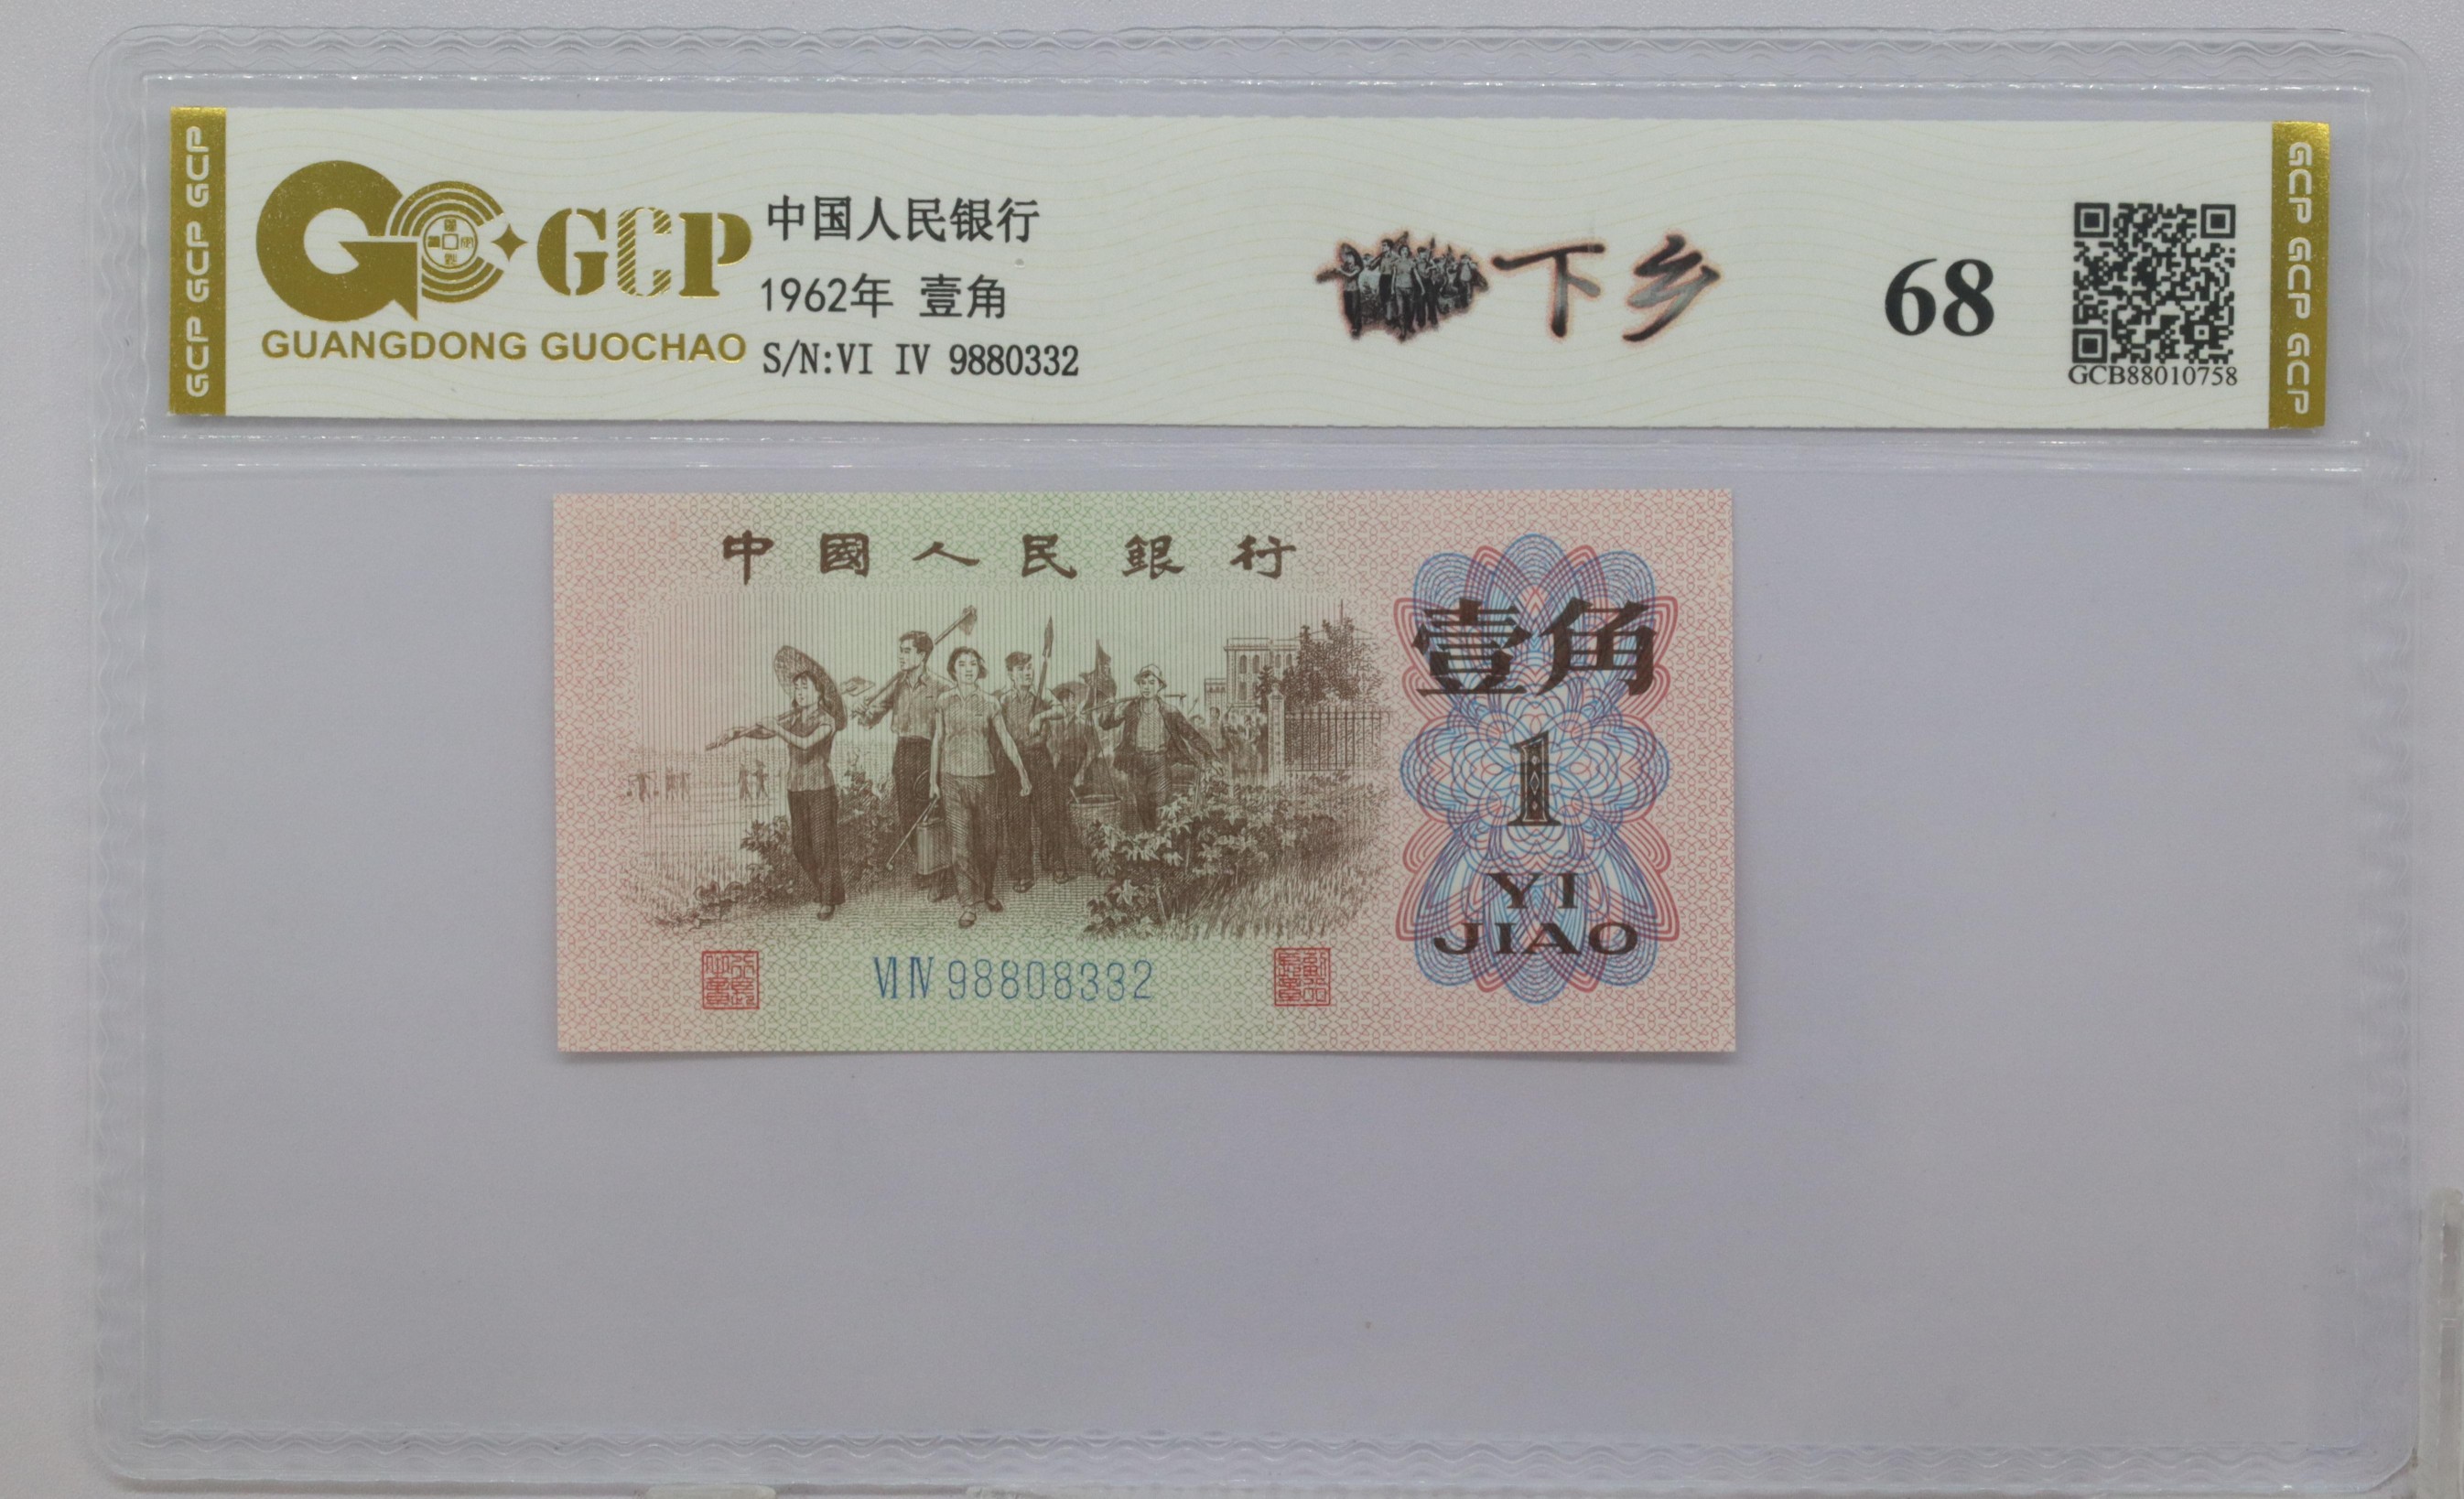 GCP GCP GCP
GCP
GUANGDONG GUOCHAO
中国人民银行
1962年 壹角
S/N:VI IV 9880332
下乡
68
GCB88010758
GCP GCP GCP
中國人民銀行
壹角
1
YI
JIAO
VI IV 98808332